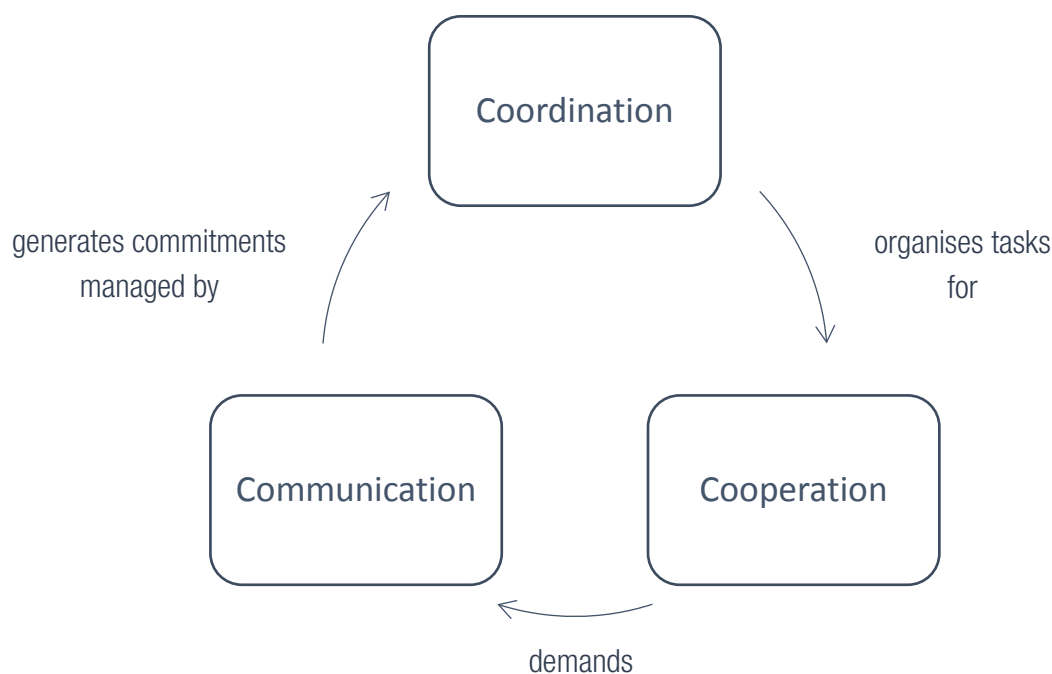 Coordination
generates commitments
managed by
organises tasks
for
Communication
Cooperation
demands